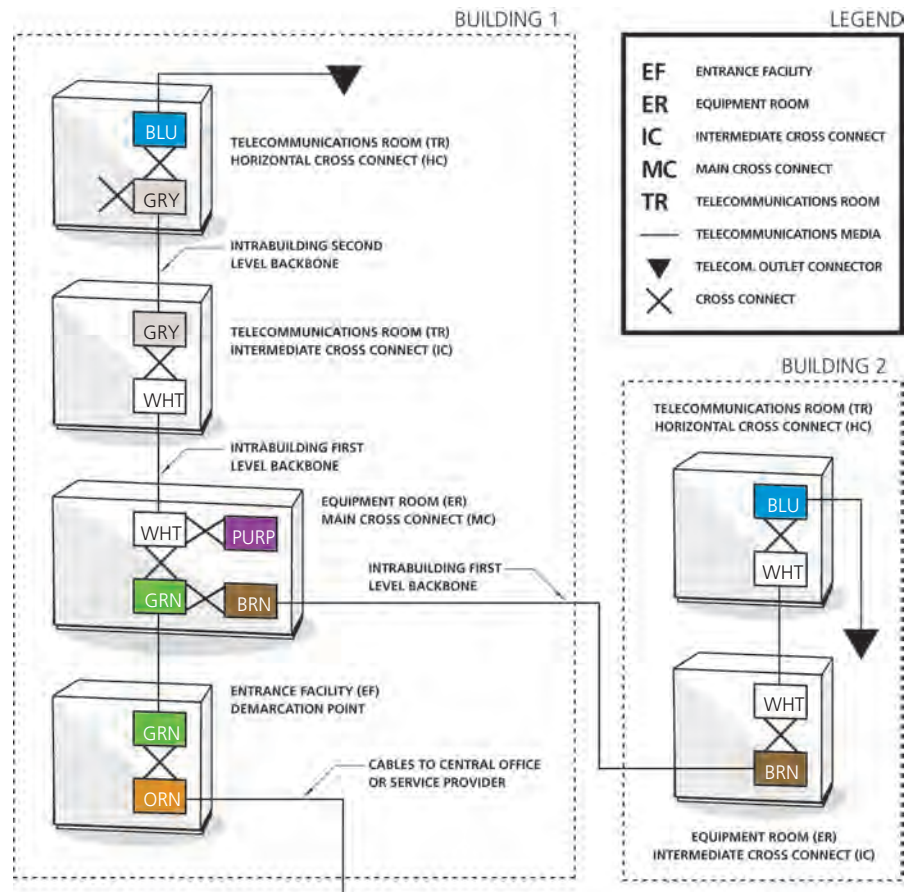 BUILDING 1
BLU
TELECOMMUNICATIONS ROOM (TR)
HORIZONTAL CROSS CONNECT (HC)
GRY
INTRABUILDING SECOND
LEVEL BACKBONE
GRY
TELECOMMUNICATIONS ROOM (TR)
INTERMEDIATE CROSS CONNECT (IC)
WHT
INTRABUILDING FIRST
LEVEL BACKBONE
EQUIPMENT ROOM (ER)
MAIN CROSS CONNECT (MC)
WHT
PURP
GRN
BRN
INTRABUILDING FIRST
LEVEL BACKBONE
ENTRANCE FACILITY (EF)
DEMARCATION POINT
GRN
ORN
CABLES TO CENTRAL OFFICE
OR SERVICE PROVIDER
LEGEND
EF ENTRANCE FACILITY
ER EQUIPMENT ROOM
IC INTERMEDIATE CROSS CONNECT
MC MAIN CROSS CONNECT
TR TELECOMMUNICATIONS ROOM
TELECOMMUNICATIONS MEDIA
TELECOM. OUTLET CONNECTOR
CROSS CONNECT
BUILDING 2
TELECOMMUNICATIONS ROOM (TR)
HORIZONTAL CROSS CONNECT (HC)
BLU
WHT
WHT
BRN
EQUIPMENT ROOM (ER)
INTERMEDIATE CROSS CONNECT (IC)